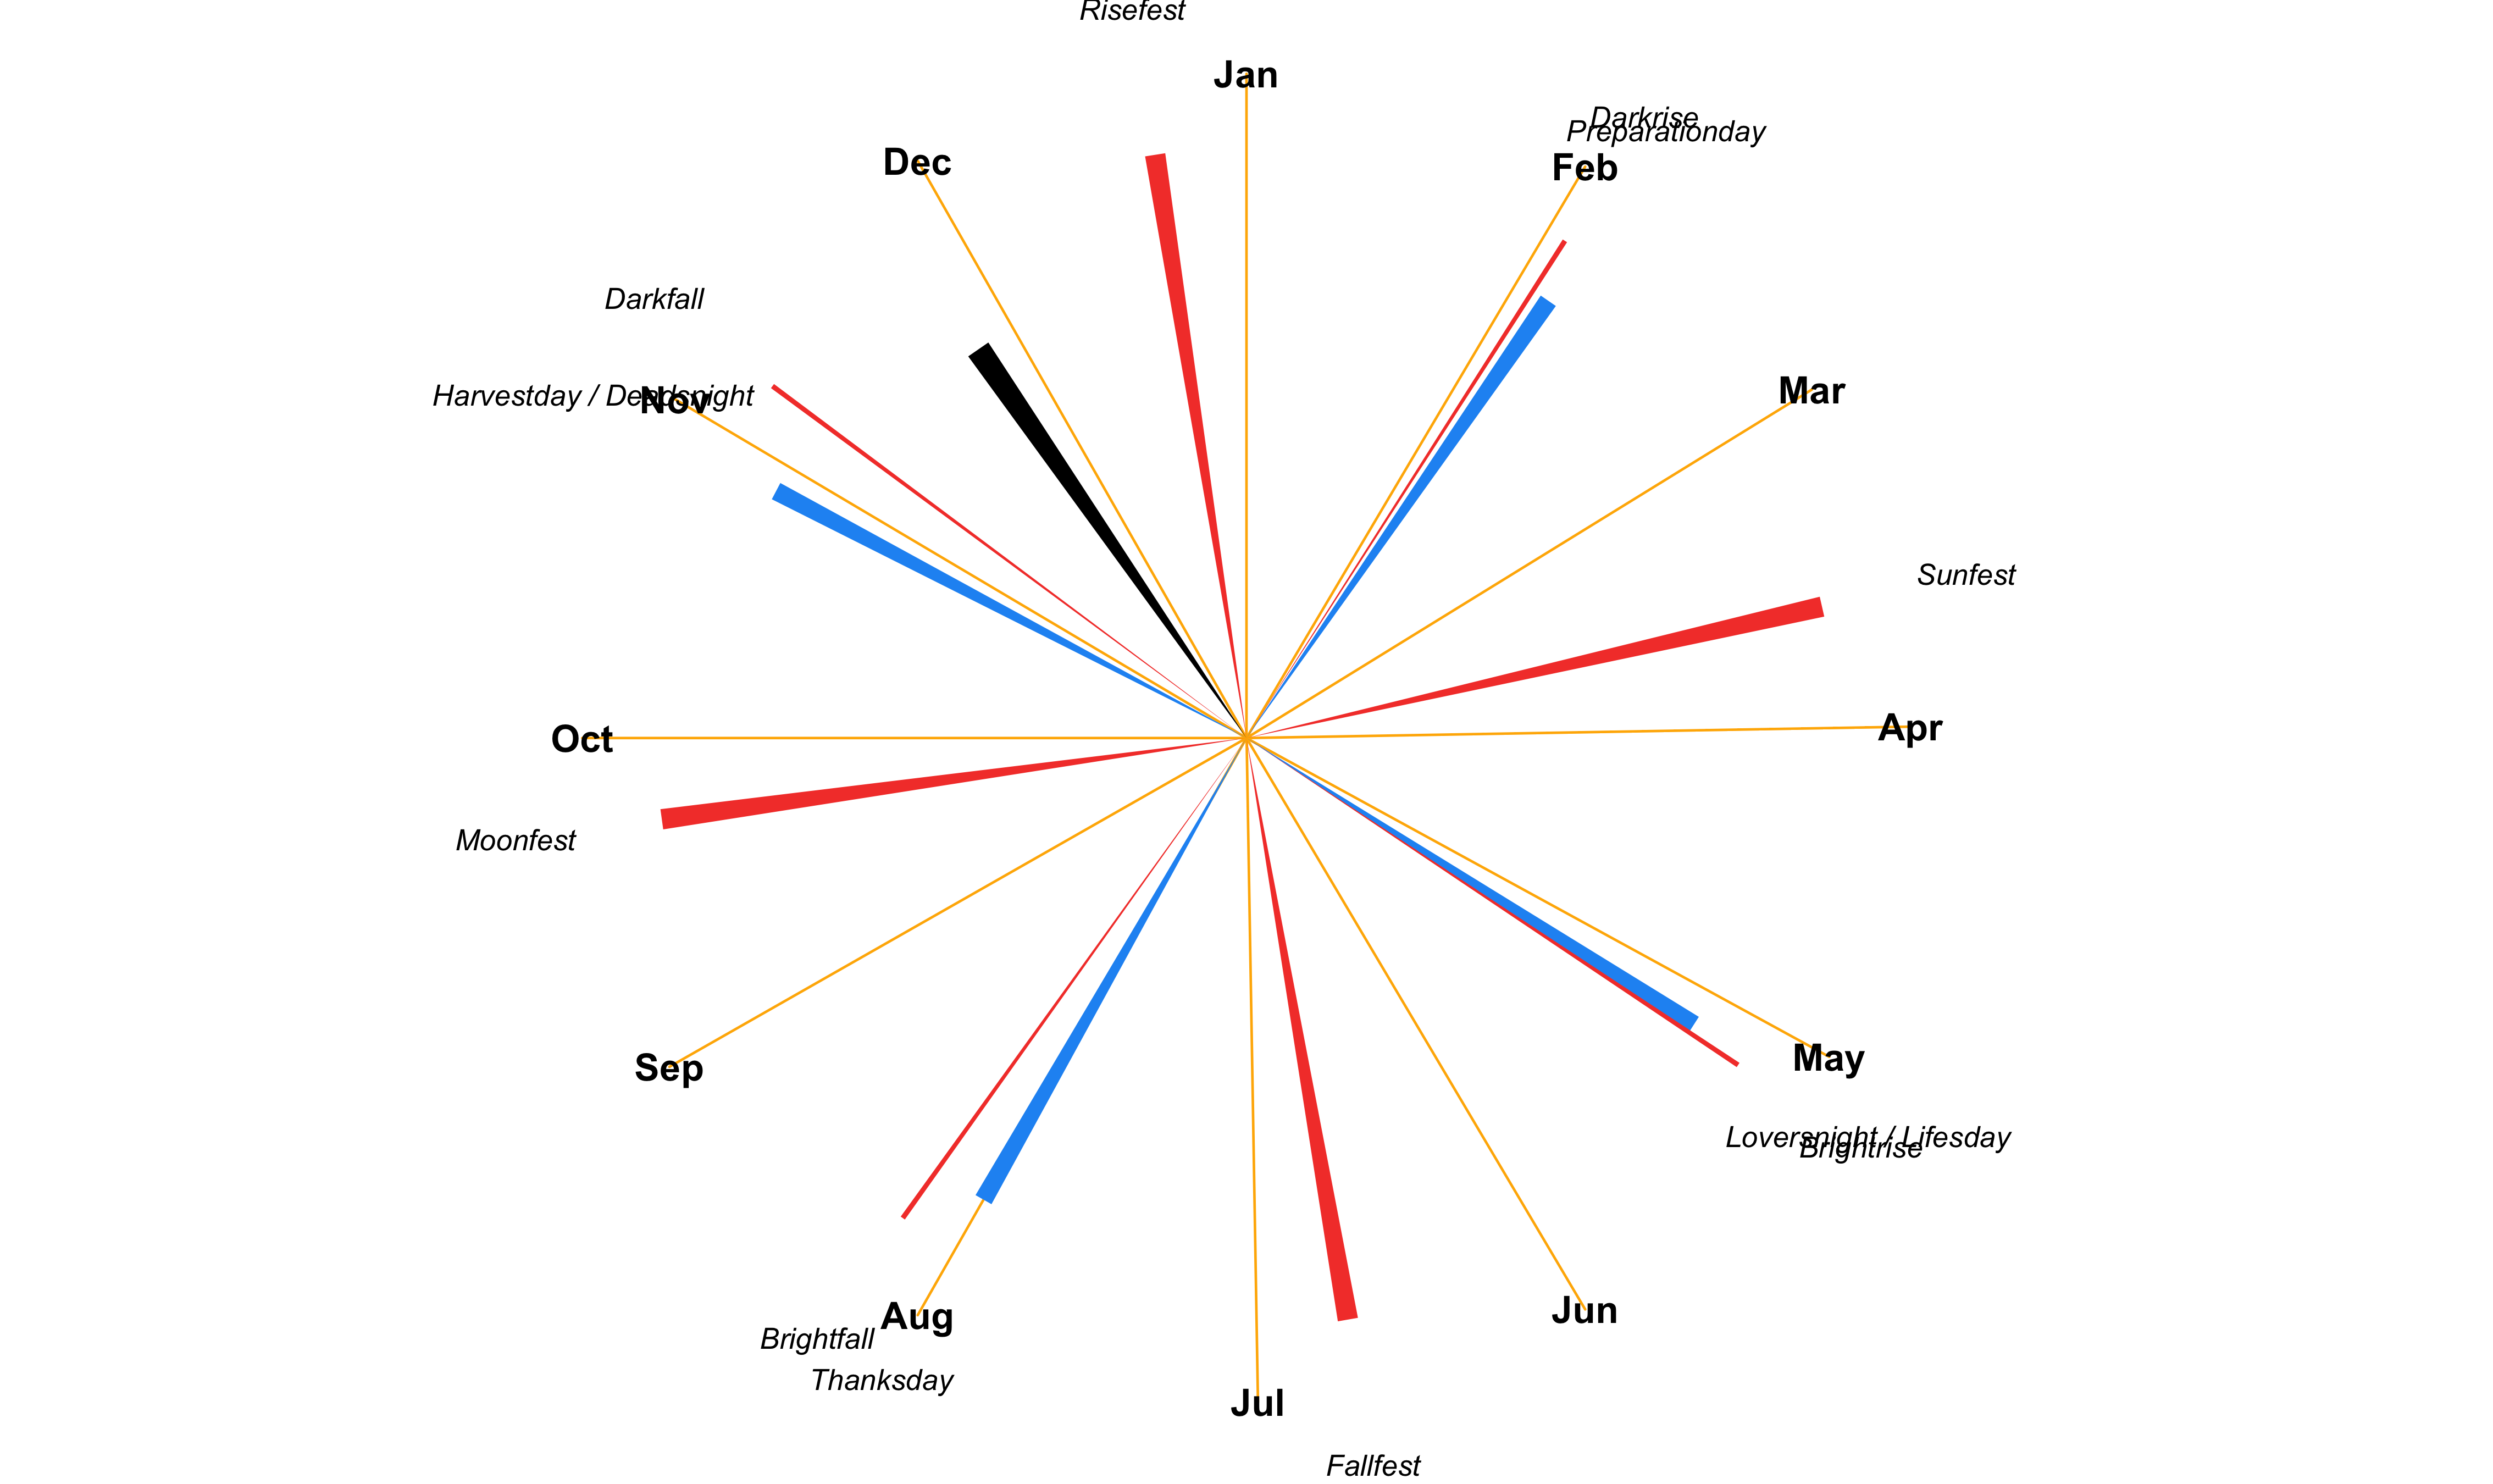 Risefest
Jan
Darkrise
Preparationday
Dec
Feb
Darkfall
Mar
Harvestday / Deadsnight
Nov
Sunfest
Apr
Oct
Moonfest
May
Sep
Loversnight / Lifesday
Brightrise
Jun
Aug
Brightfall
Thanksday
Jul
Fallfest